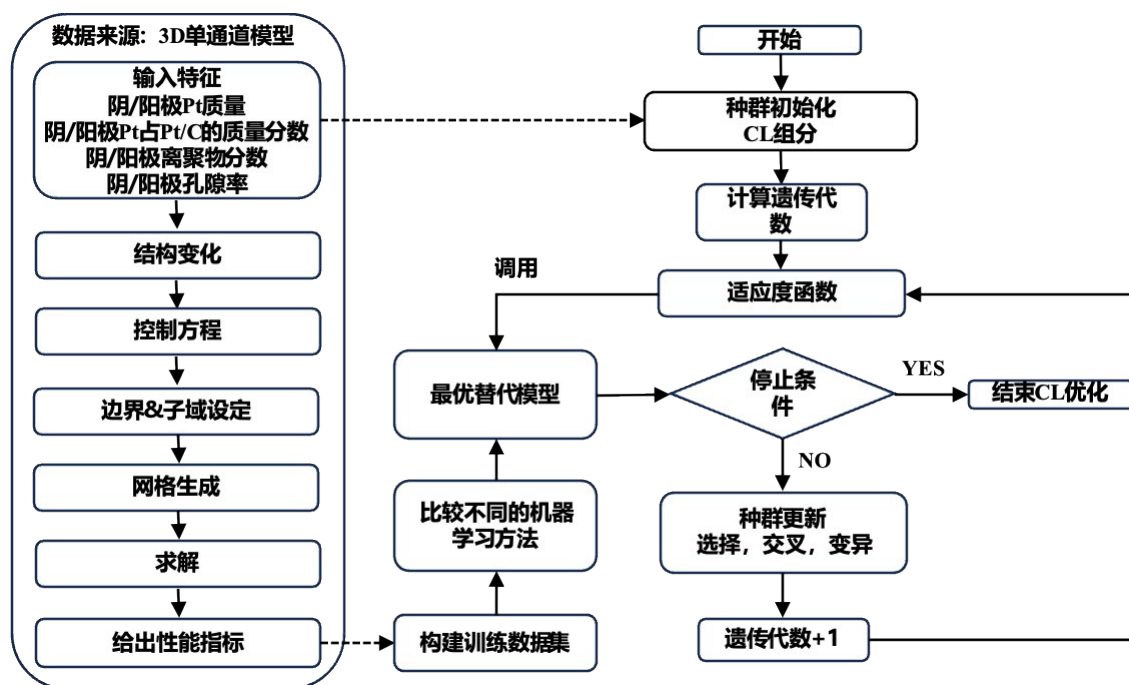 数据来源：3D单通道模型
输入特征
阴/阳极Pt质量
阴/阳极Pt占Pt/C的质量分数
阴/阳极离聚物分数
阴/阳极孔隙率
结构变化
控制方程
边界&子域设定
网格生成
求解
给出性能指标
开始
种群初始化
CL组分
计算遗传代
数
调用
适应度函数
最优替代模型
停止条
件
YES
结束CL优化
NO
比较不同的机器
学习方法
种群更新
选择，交叉，变异
构建训练数据集
遗传代数+1